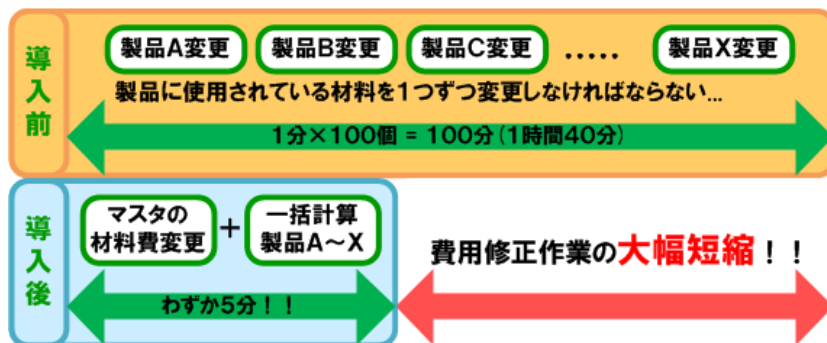 導入前
製品A変更 製品B変更 製品C変更 ‥‥‥ 製品X変更
製品に使用されている材料を1つずつ変更しなければならない...
1分×100個 = 100分(1時間40分)
導入後
マスタの
材料費変更
+
一括計算
製品A～X
わずか5分！！
費用修正作業の大幅短縮！！